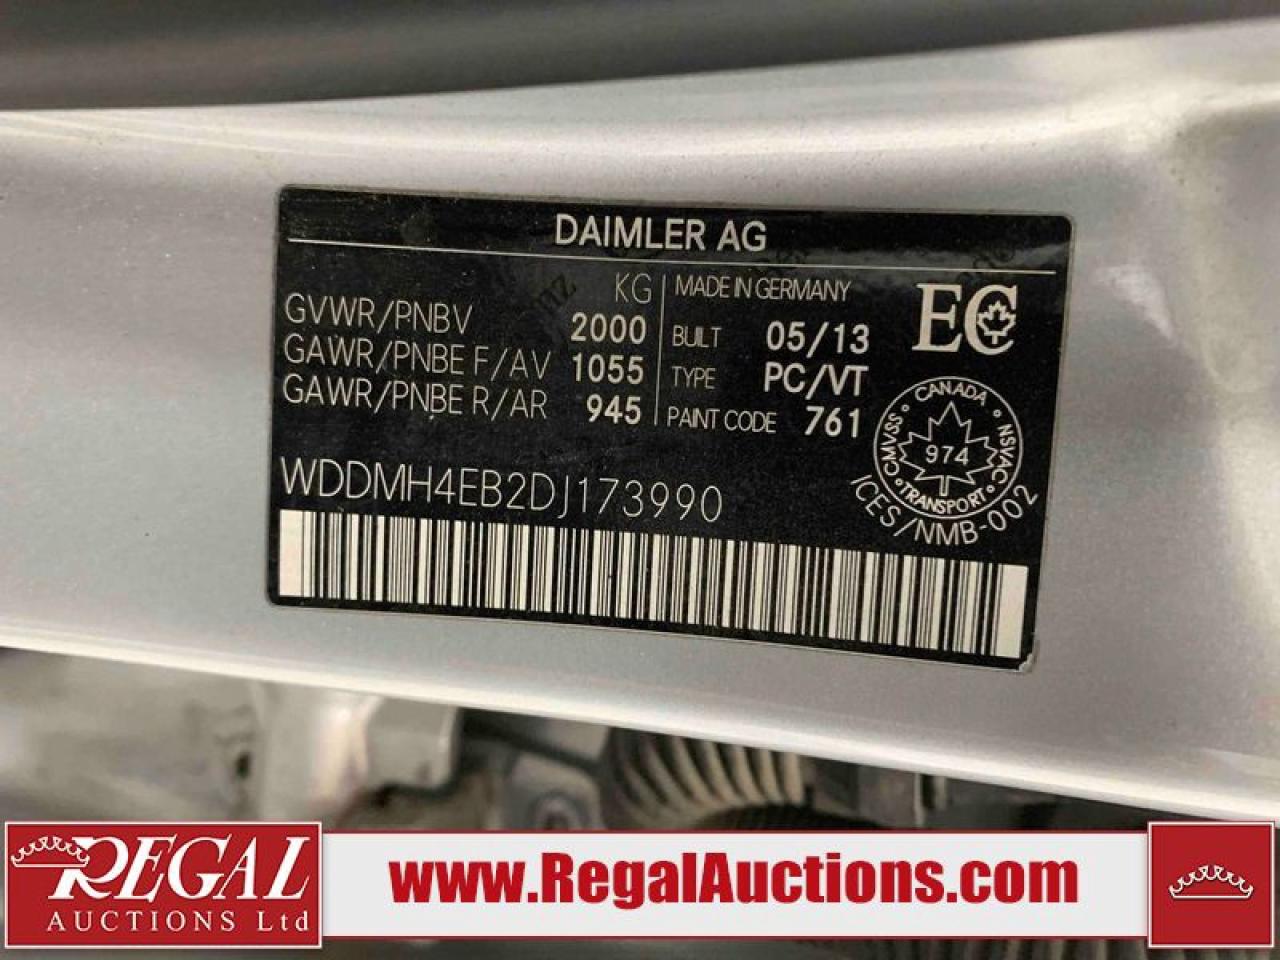 DAIMLER AG
KG
GVWR/PNBV 2000
GAWR/PNBE F/AV 1055
GAWR/PNBE R/AR 945
MADE IN GERMANY
BUILT 05/13
TYPE PC/VT
PAINT CODE 761
EC
CANADA
CMVSS NSVAC
974
TRANSPORT
ICES/NMB-002
WDDMH4EB2DJ173990
REGAL
AUCTIONS Ltd
www.RegalAuctions.com